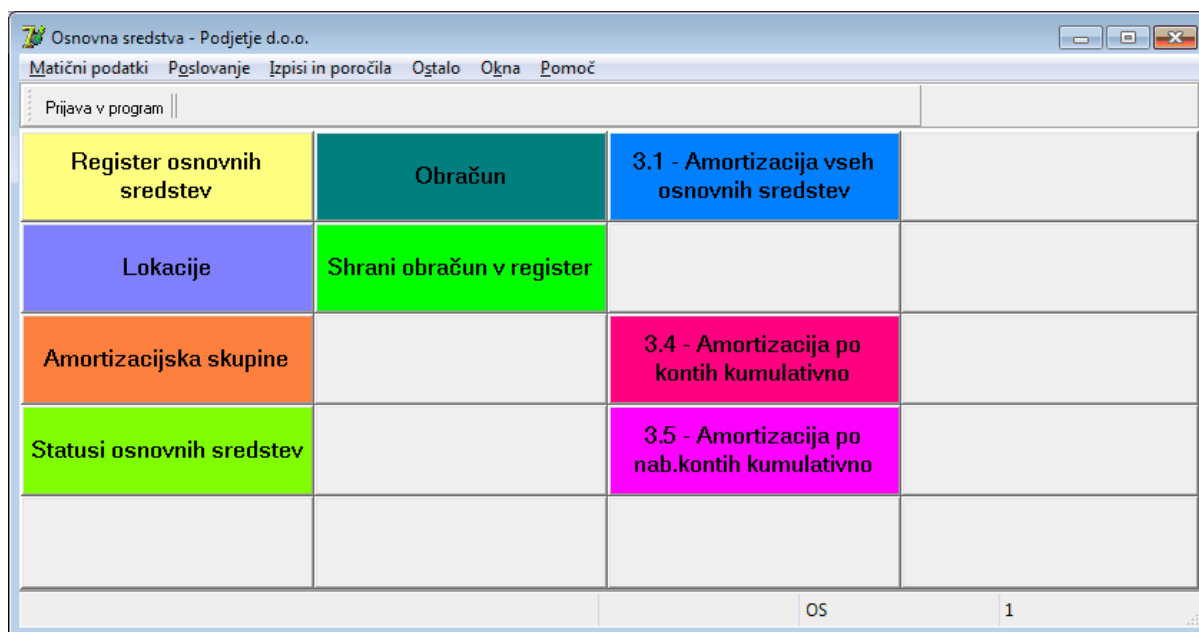 Osnovna sredstva - Podjetje d.o.o.
Matični podatki Poslovanje Izpisi in poročila Ostalo Okna Pomoč
Prijava v program
Register osnovnih
sredstev
Obračun
3.1 - Amortizacija vseh
osnovnih sredstev
Lokacije
Shrani obračun v register
Amortizacijska skupine
3.4 - Amortizacija po
kontih kumulativno
Statusi osnovnih sredstev
3.5 - Amortizacija po
nab.kontih kumulativno
OS
1